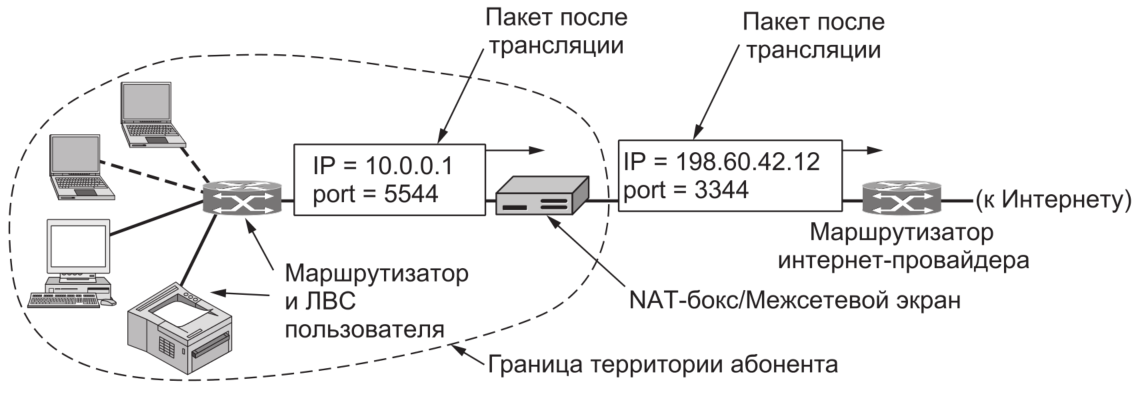 Пакет после
трансляции
Пакет после
трансляции
IP = 10.0.0.1
port = 5544
IP = 198.60.42.12
port = 3344
(к Интернету)
Маршрутизатор
интернет-провайдера
Маршрутизатор
и ЛВС
пользователя
NAT-бокс/Межсетевой экран
Граница территории абонента